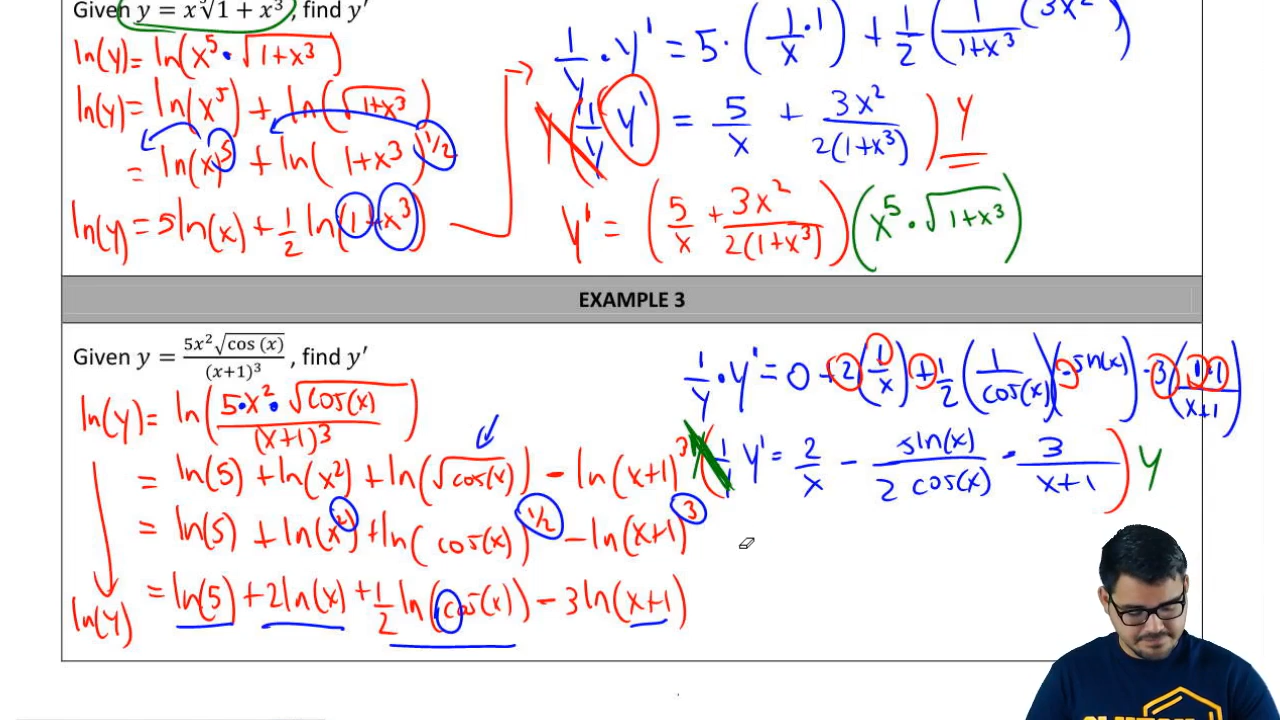 Given y = x⁵√1 + x³, find y′
ln(y) = ln(x⁵ • √1+x³)
ln(y) = ln(x⁵) + ln(√1+x³)
= ln(x)⁵ + ln(1+x³)^1/2
ln(y) = 5ln(x) + 1/2 ln(1+x³)
1/y • y' = 5 • (1/x • 1) + 1/2 (1/(1+x³) (3x²)
y (1/y y' = 5/x + 3x²/2(1+x³)) y
y' = (5/x + 3x²/2(1+x³)) (x⁵ • √1+x³)
EXAMPLE 3
Given y = 5x²√cos (x)/(x+1)³, find y′
ln(y) = ln(5•x²•√cos(x)/(x+1)³)
= ln(5) + ln(x²) + ln(√cos(x)) − ln(x+1)³
= ln(5) + ln(x²) + ln(cos(x))^1/2 − ln(x+1)³
ln(y) = ln(5) + 2ln(x) + 1/2 ln(cos(x)) − 3ln(x+1)
1/y • y' = 0 + 2(1/x) + 1/2 (1/cos(x))(-sin(x)) - 3(1•1/x+1)
y (1/y y' = 2/x − sin(x)/2 cos(x) - 3/x+1) y